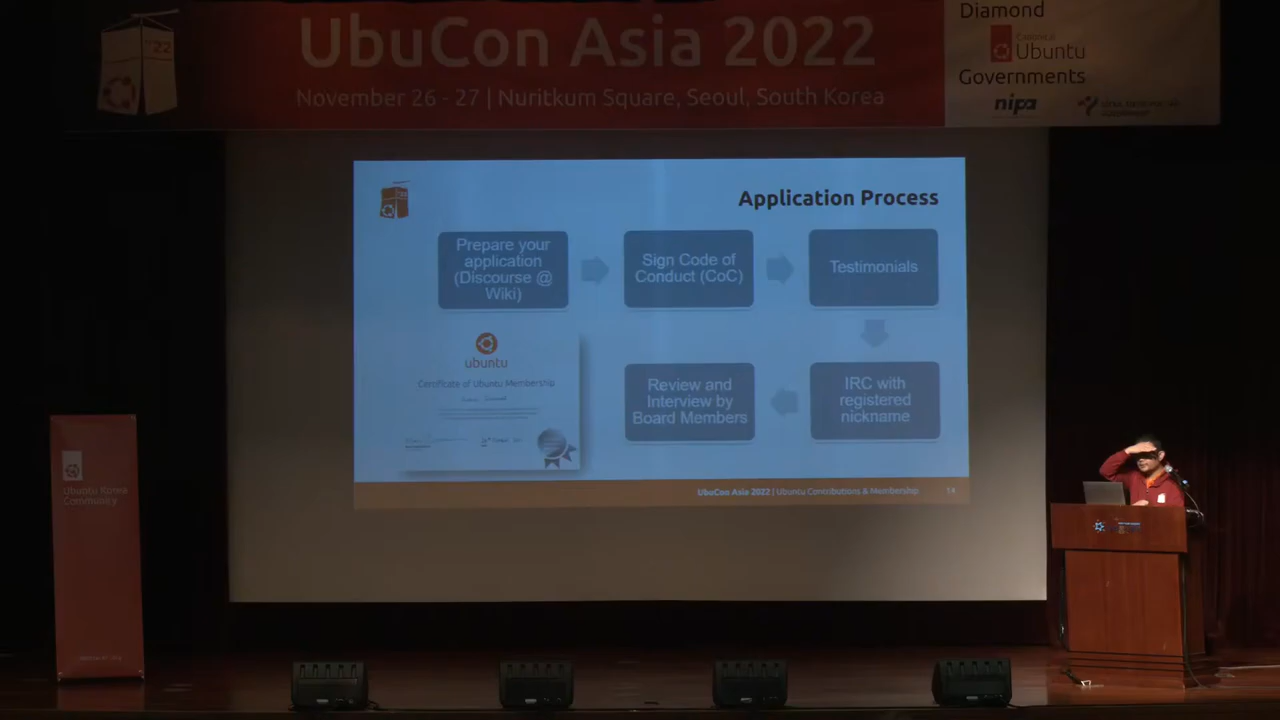 UbuCon Asia 2022
November 26 - 27 | Nuritkum Square, Seoul, South Korea
Diamond
Canonical
Ubuntu
Governments
nipa
'22
Application Process
Prepare your
application
(Discourse @
Wiki)
Sign Code of
Conduct (CoC)
Testimonials
IRC with
registered
nickname
Review and
Interview by
Board Members
ubuntu
Certificate of Ubuntu Membership
UbuCon Asia 2022 | Ubuntu Contributions & Membership
14
Ubuntu Korea
Community